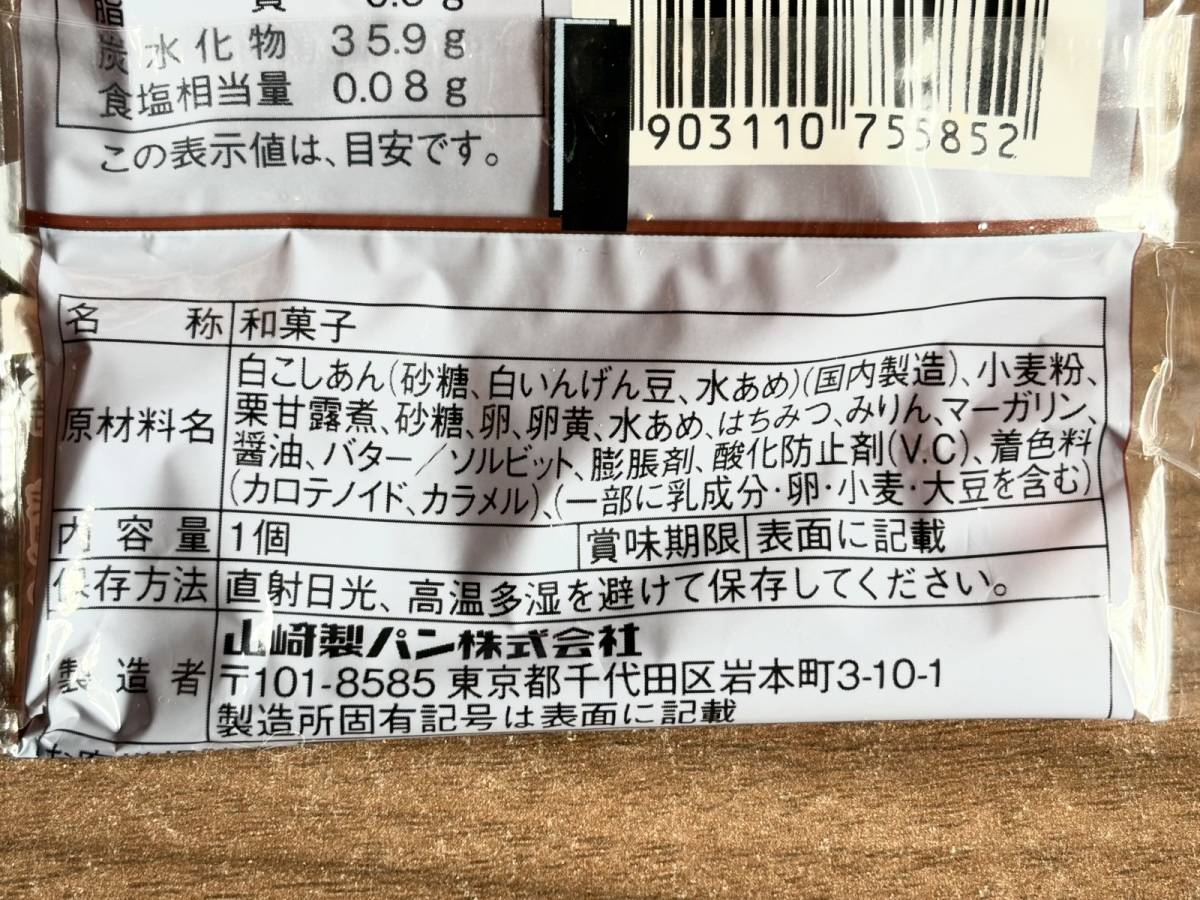 脂 質
炭水化物 35.9g
食塩相当量 0.08g
この表示値は、目安です。
903110 755852
名 称 和菓子
原材料名 白こしあん(砂糖、白いんげん豆、水あめ)(国内製造)、小麦粉、
栗甘露煮、砂糖、卵、卵黄、水あめ、はちみつ、みりん、マーガリン、
醤油、バター／ソルビット、膨脹剤、酸化防止剤(V.C)、着色料
(カロテノイド、カラメル)、(一部に乳成分・卵・小麦・大豆を含む)
内容量 1個 賞味期限 表面に記載
保存方法 直射日光、高温多湿を避けて保存してください。
製造者 山崎製パン株式会社
〒101-8585 東京都千代田区岩本町3-10-1
製造所固有記号は表面に記載